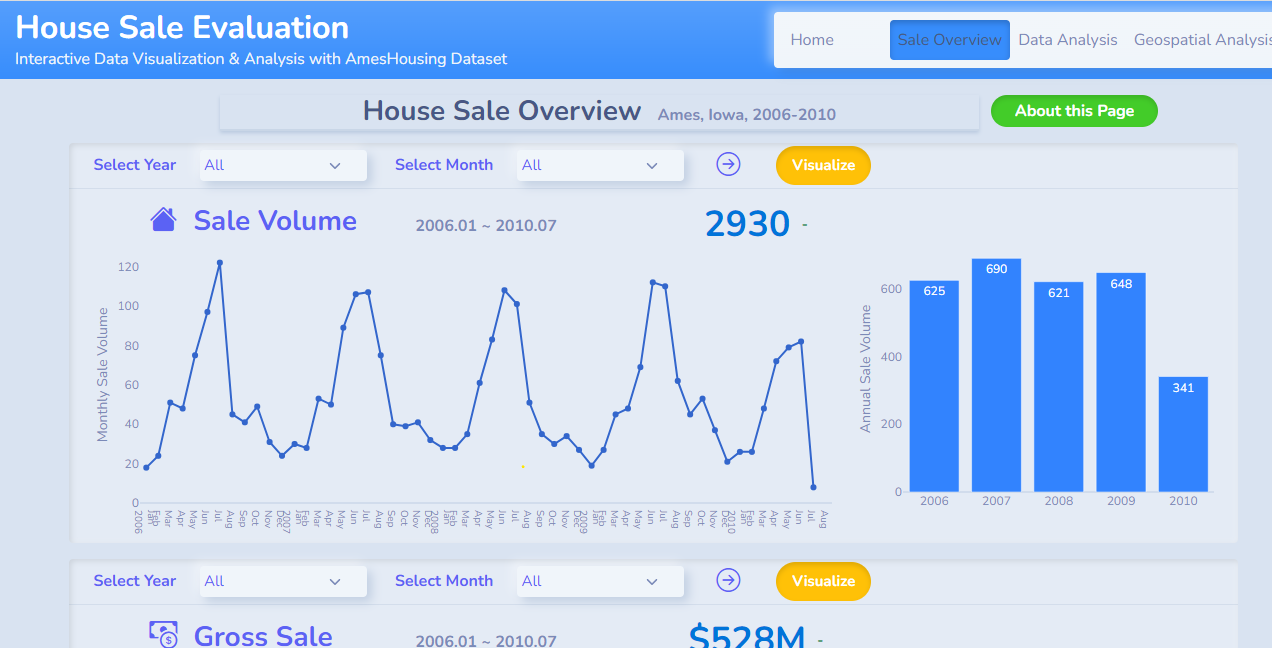 House Sale Evaluation
Interactive Data Visualization & Analysis with AmesHousing Dataset
Home Sale Overview Data Analysis Geospatial Analysis
House Sale Overview Ames, Iowa, 2006-2010
About this Page
Select Year All Select Month All Visualize
Sale Volume 2006.01 ~ 2010.07 2930 -
Monthly Sale Volume
120
100
80
60
40
20
0
2006 Jan Feb Mar Apr May Jun Jul Aug Sep Oct Nov Dec 2007 Jan Feb Mar Apr May Jun Jul Aug Sep Oct Nov Dec 2008 Jan Feb Mar Apr May Jun Jul Aug Sep Oct Nov Dec 2009 Jan Feb Mar Apr May Jun Jul Aug Sep Oct Nov Dec 2010 Jan Feb Mar Apr May Jun Jul Aug
Annual Sale Volume
600
400
200
0
625 690 621 648 341
2006 2007 2008 2009 2010
Select Year All Select Month All Visualize
Gross Sale 2006.01 ~ 2010.07 $528M -